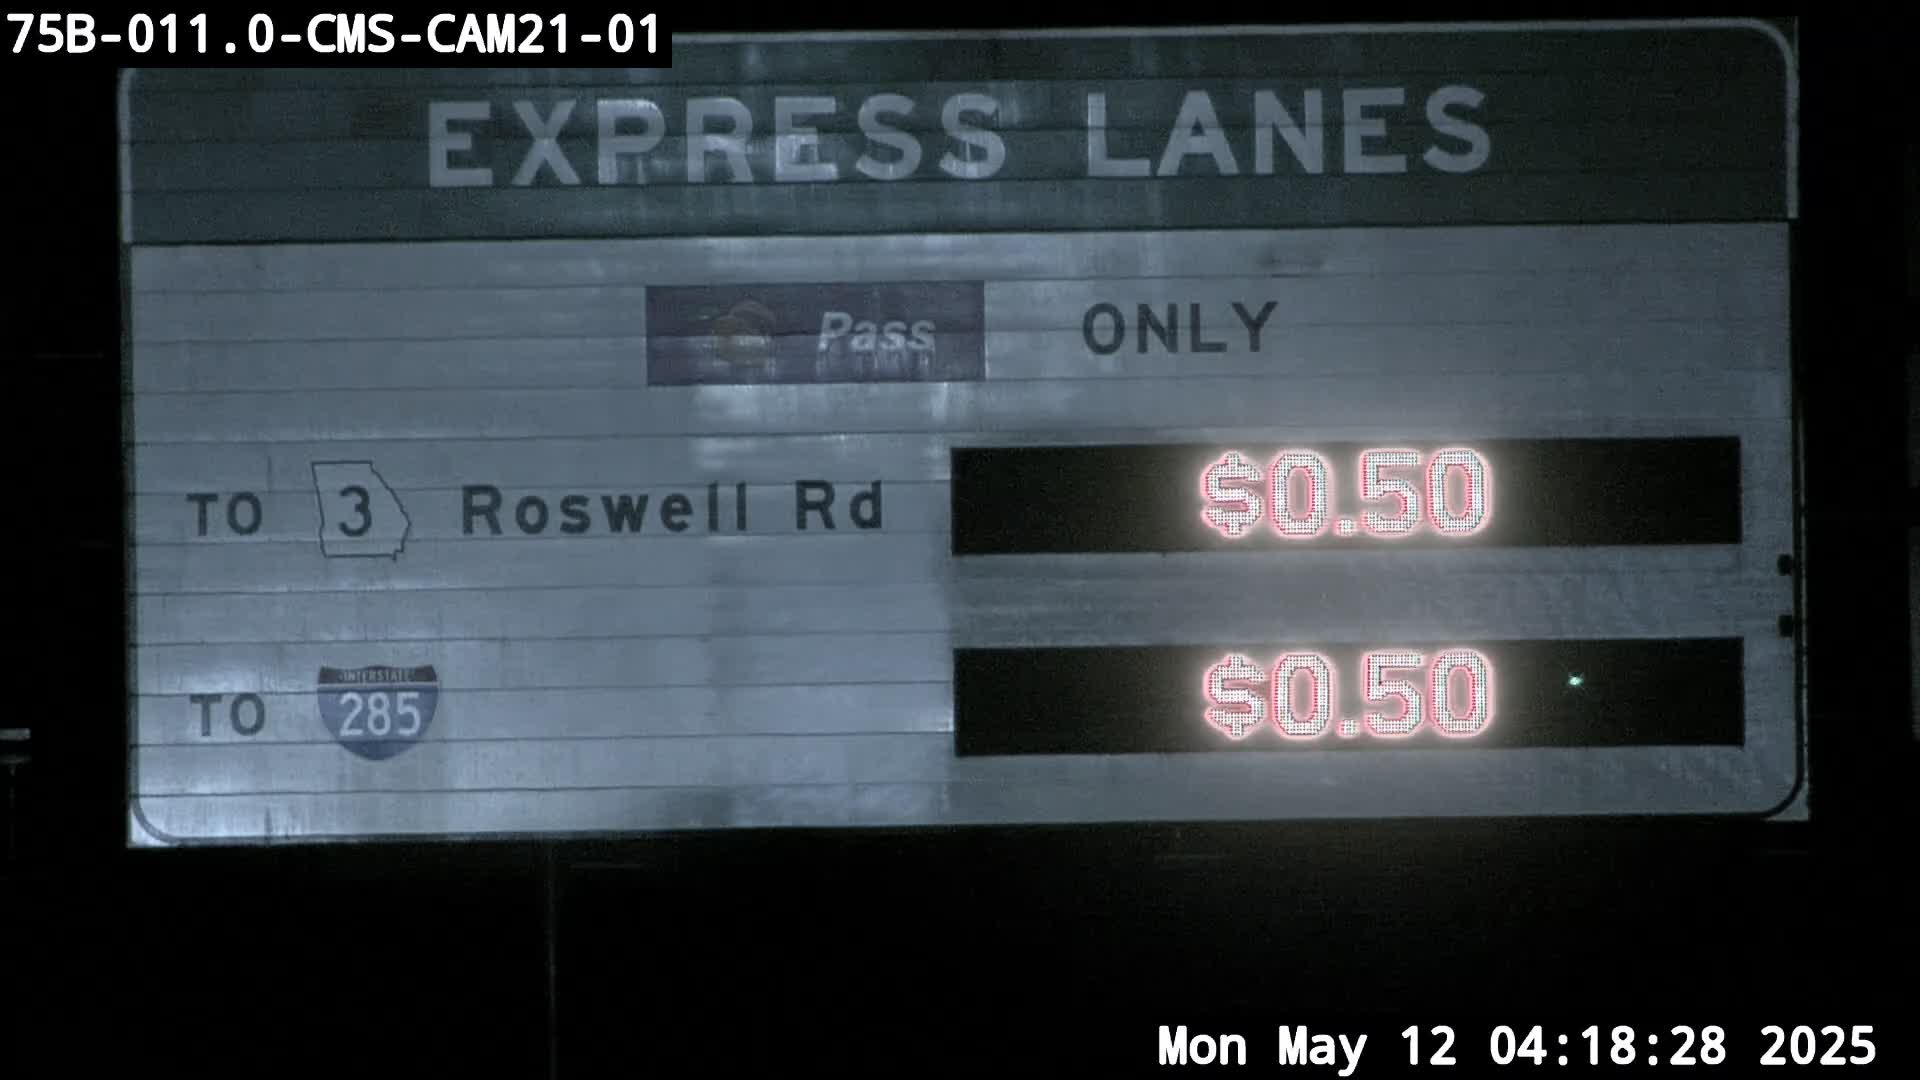 75B-011.0-CMS-CAM21-01
EXPRESS LANES
Pass ONLY
TO 3 Roswell Rd $0.50
INTERSTATE
TO 285 $0.50
Mon May 12 04:18:28 2025